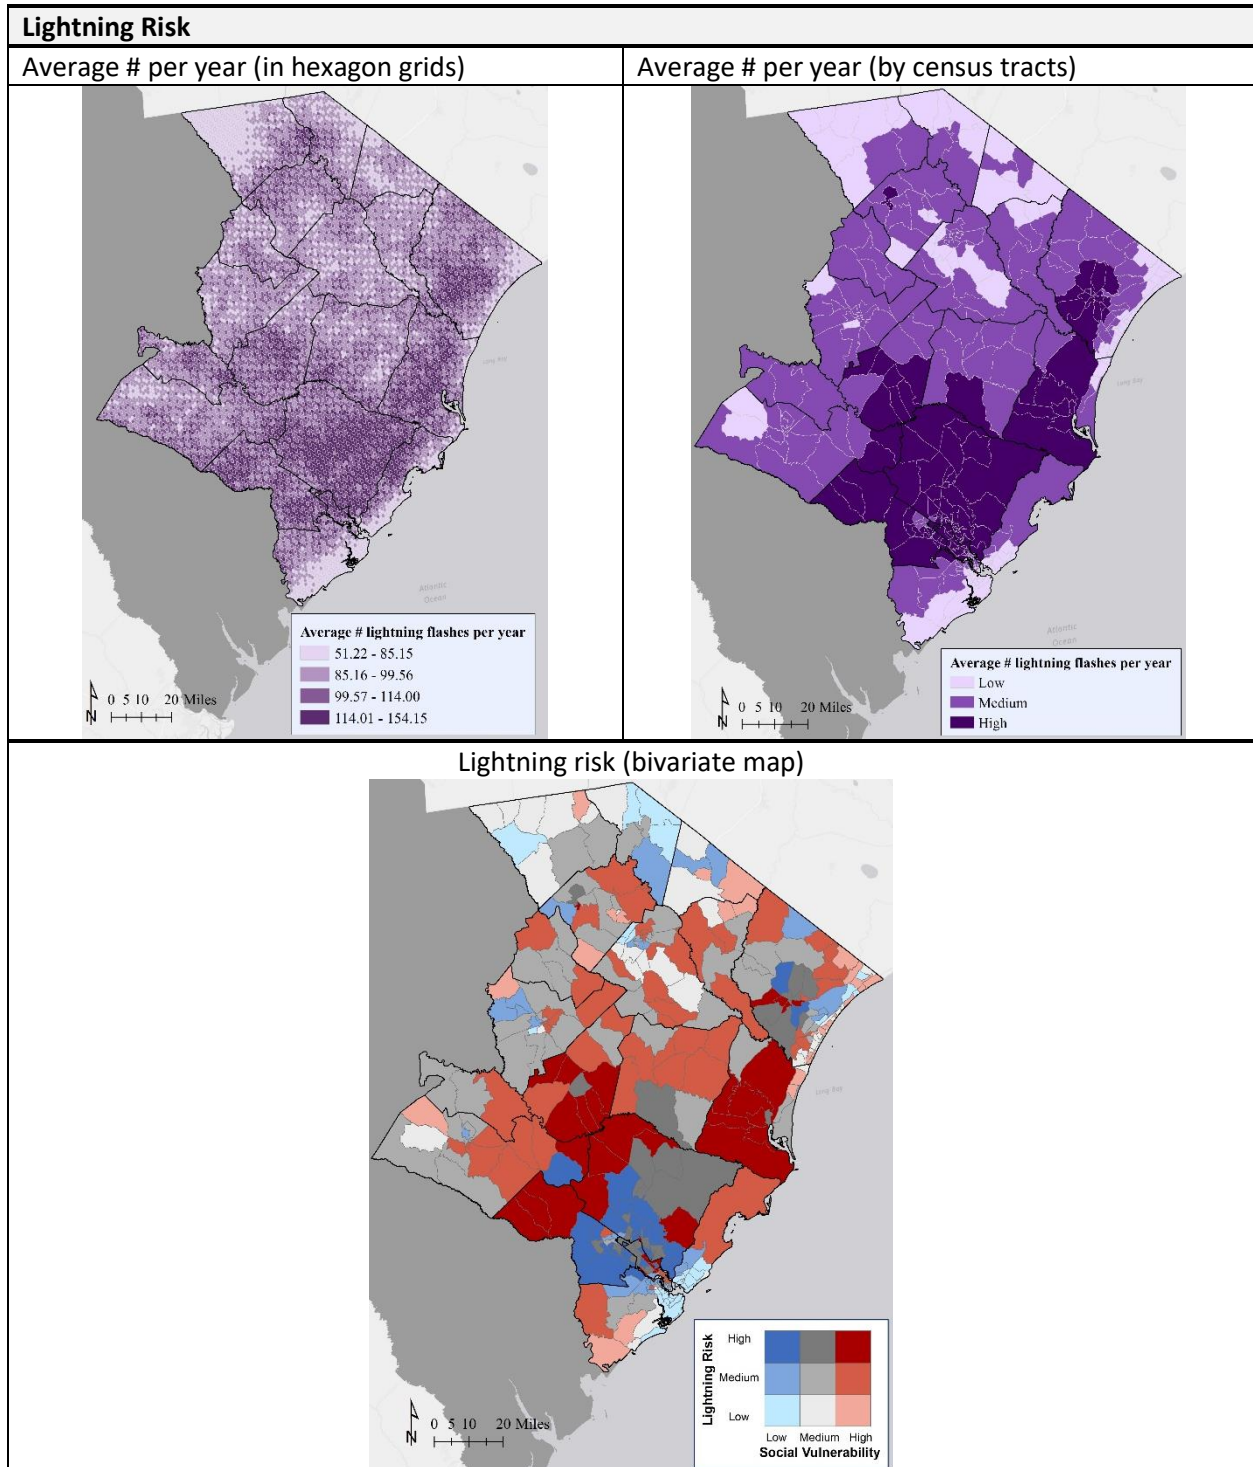 Lightning Risk
Average # per year (in hexagon grids)
Average # per year (by census tracts)
Long Bay
Atlantic
Ocean
Average # lightning flashes per year
51.22 - 85.15
85.16 - 99.56
99.57 - 114.00
114.01 - 154.15
N
0 5 10 20 Miles
Long Bay
Atlantic
Ocean
Average # lightning flashes per year
Low
Medium
High
N
0 5 10 20 Miles
Lightning risk (bivariate map)
Long Bay
N
0 5 10 20 Miles
Lightning Risk
High
Medium
Low
Low Medium High
Social Vulnerability